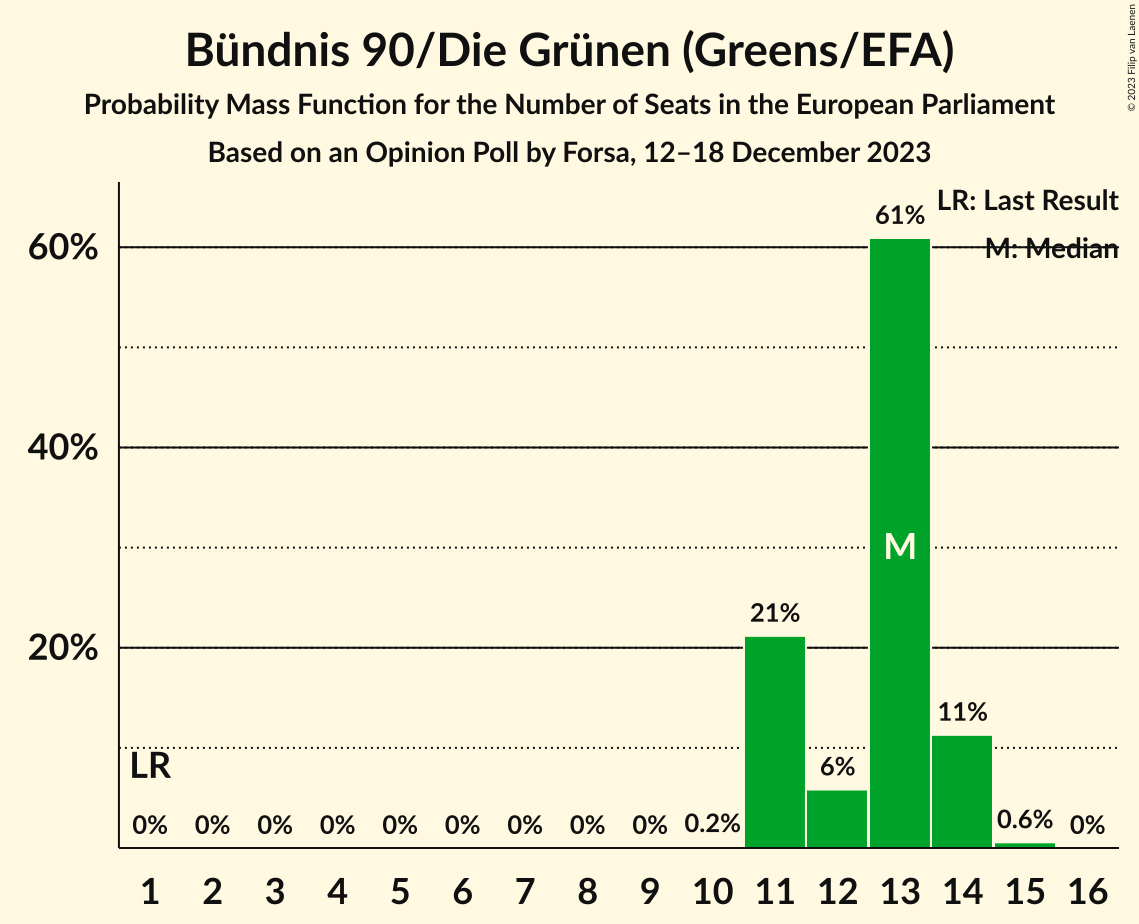 Bündnis 90/Die Grünen (Greens/EFA)
Probability Mass Function for the Number of Seats in the European Parliament
Based on an Opinion Poll by Forsa, 12–18 December 2023
© 2023 Filip van Laenen
LR: Last Result
M: Median
61%
60%
40%
M
21%
20%
11%
LR
6%
0% 0% 0% 0% 0% 0% 0% 0% 0% 0.2% 0.6% 0%
1 2 3 4 5 6 7 8 9 10 11 12 13 14 15 16